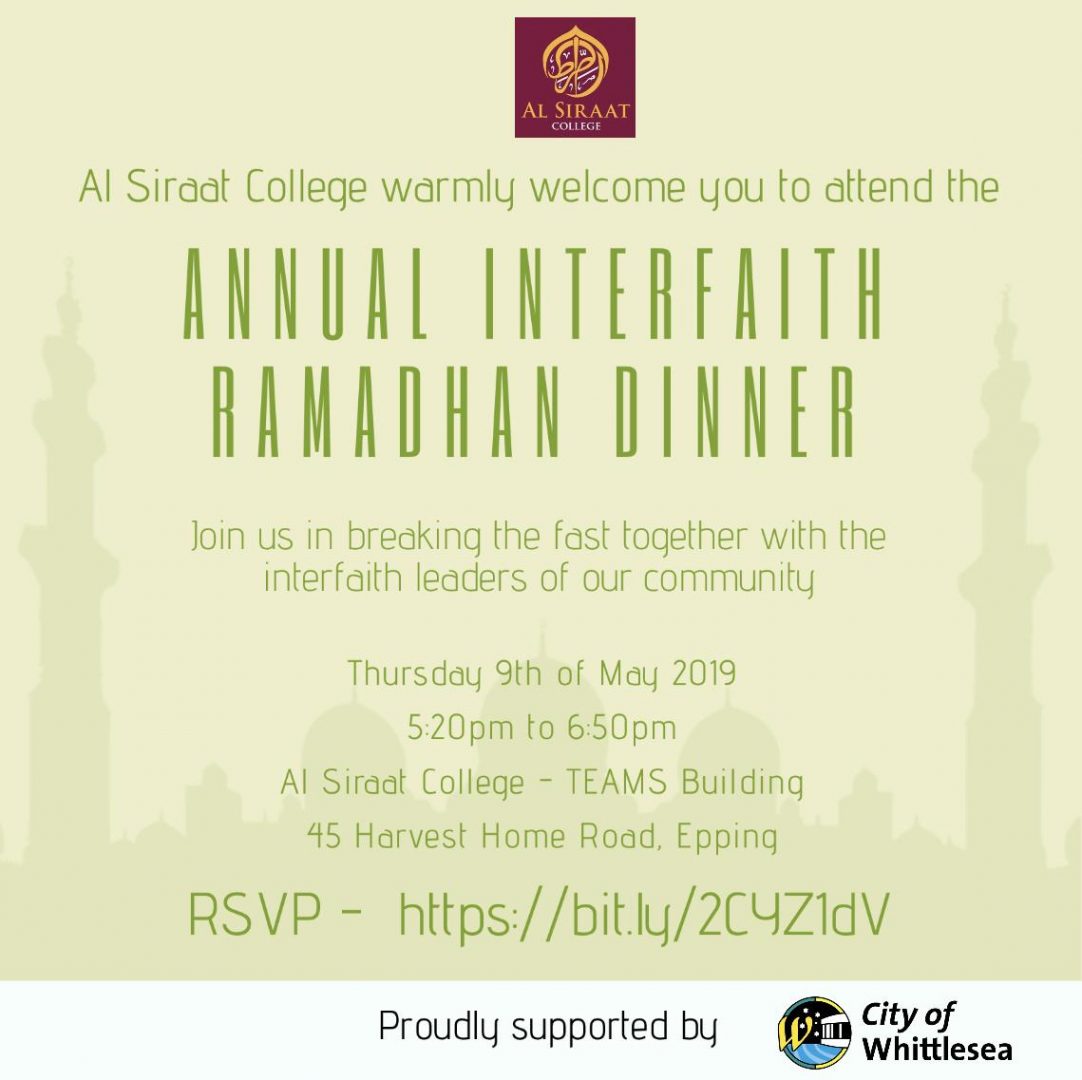 AL SIRAAT
COLLEGE
Al Siraat College warmly welcome you to attend the
ANNUAL INTERFAITH
RAMADHAN DINNER
Join us in breaking the fast together with the
interfaith leaders of our community
Thursday 9th of May 2019
5:20pm to 6:50pm
Al Siraat College - TEAMS Building
45 Harvest Home Road, Epping
RSVP - https://bit.ly/2CYZ1dV
Proudly supported by
City of
Whittlesea